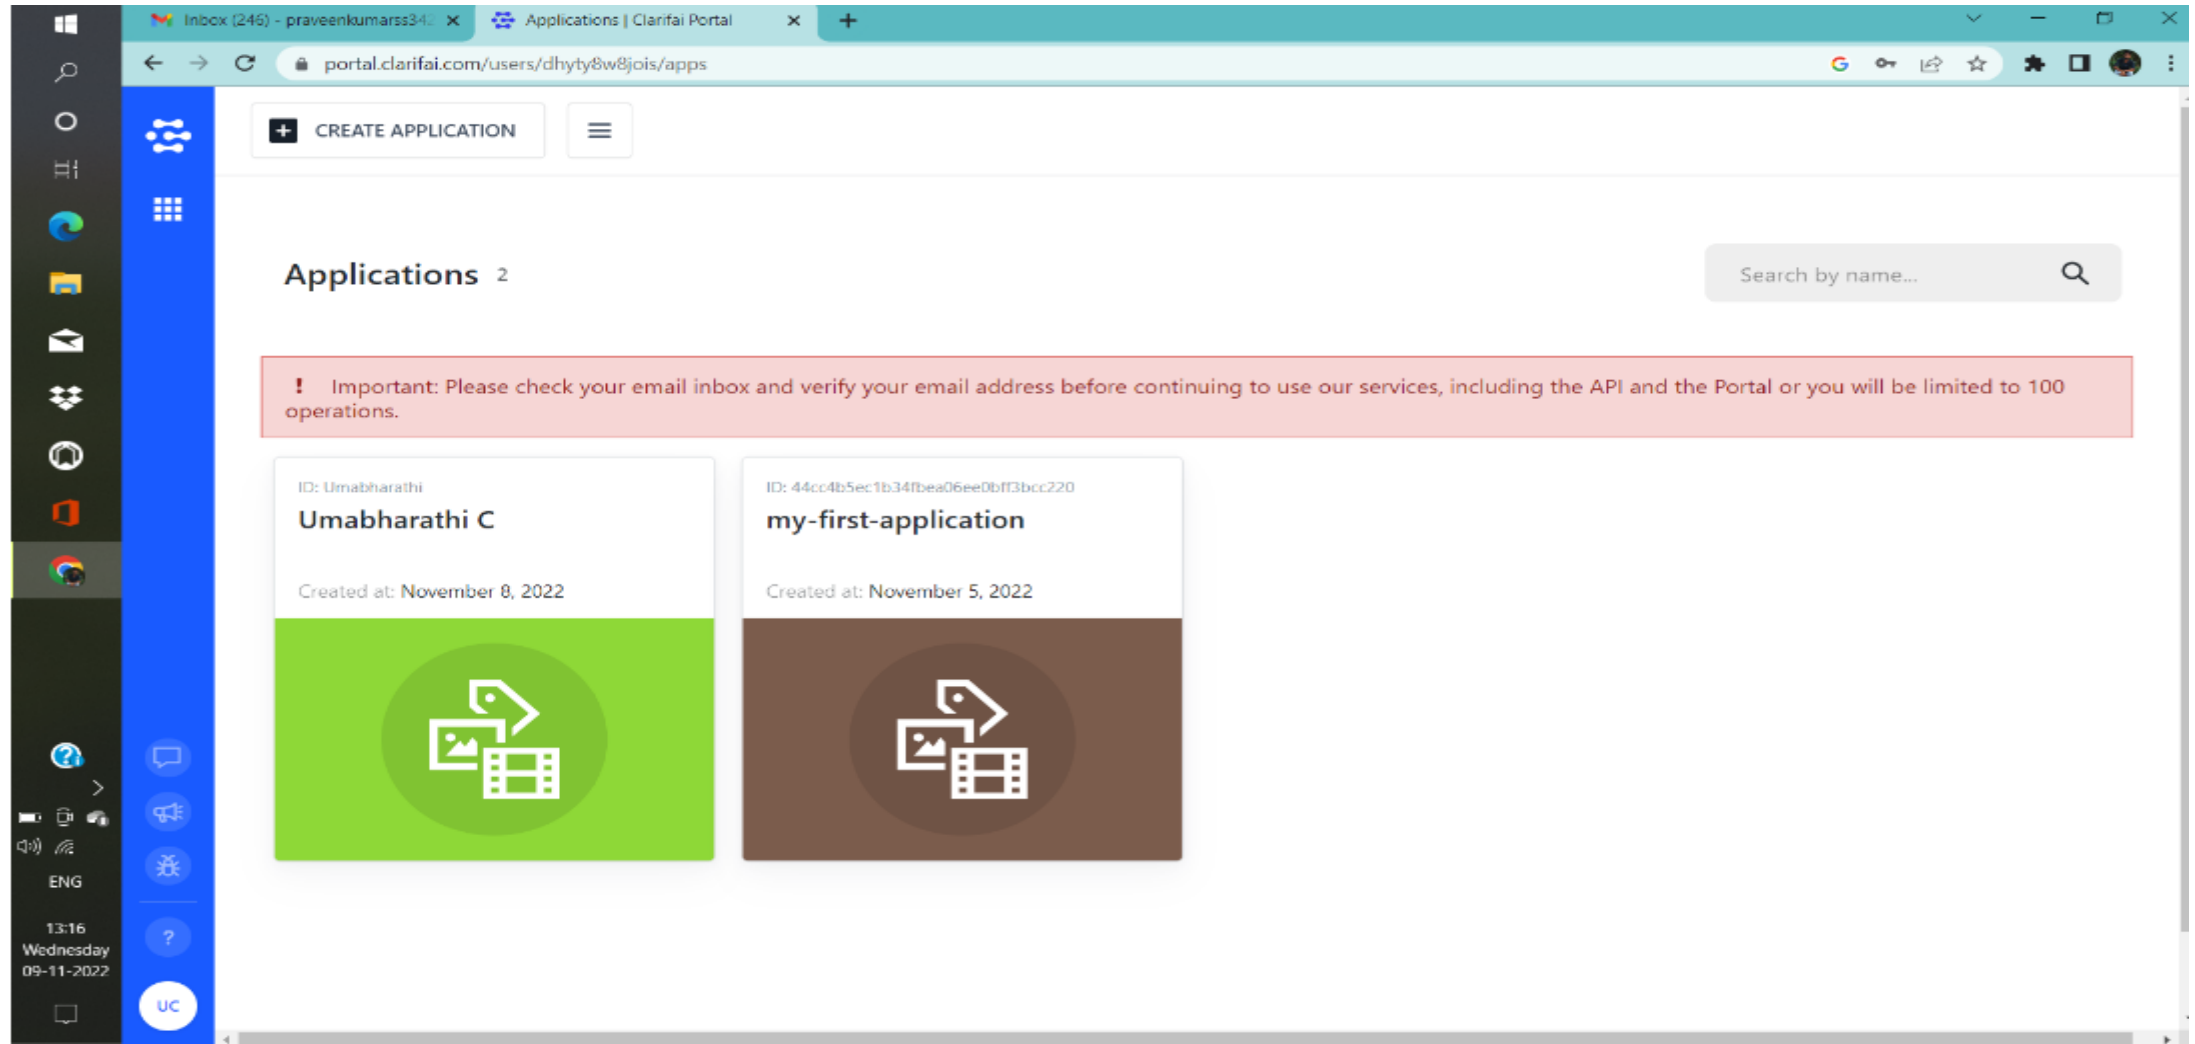 Inbox (246) - praveenkumarss342
Applications | Clarifai Portal
portal.clarifai.com/users/dhyty8w8jois/apps
CREATE APPLICATION
Applications 2
Search by name...
! Important: Please check your email inbox and verify your email address before continuing to use our services, including the API and the Portal or you will be limited to 100
operations.
ID: Umabharathi
Umabharathi C
Created at: November 8, 2022
ID: 44cc4b5ec1b34fbea06ee0bff3bcc220
my-first-application
Created at: November 5, 2022
ENG
13:16
Wednesday
09-11-2022
?
UC